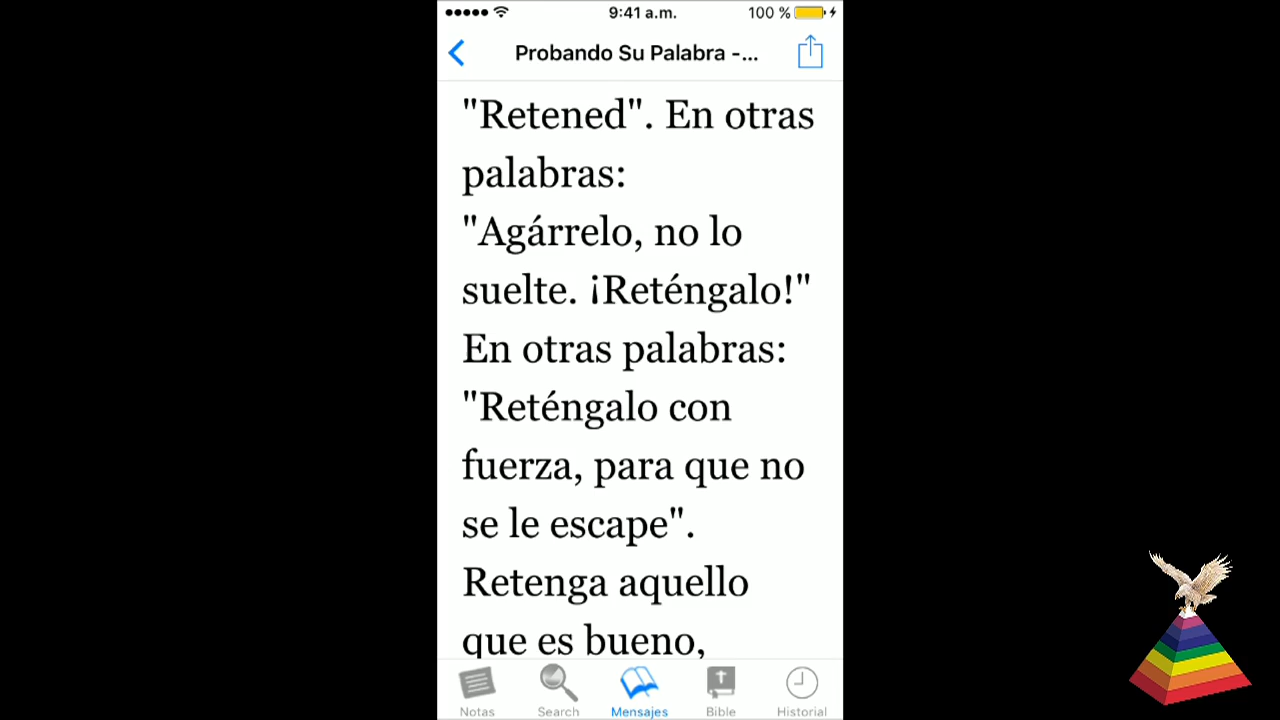 9:41 a.m.
100 %
Probando Su Palabra -...
"Retened". En otras
palabras:
"Agárrelo, no lo
suelte. ¡Reténgalo!"
En otras palabras:
"Reténgalo con
fuerza, para que no
se le escape".
Retenga aquello
que es bueno,
Notas
Search
Mensajes
Bible
Historial